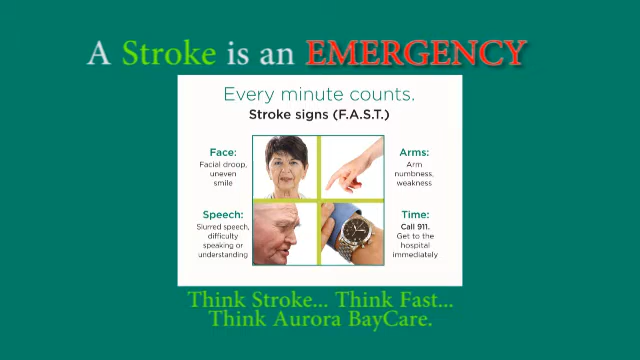 A Stroke is an EMERGENCY
Every minute counts.
Stroke signs (F.A.S.T.)
Face:
Facial droop,
uneven
smile
Arms:
Arm
numbness,
weakness
Speech:
Slurred speech,
difficulty
speaking or
understanding
Time:
Call 911.
Get to the
hospital
immediately
Think Stroke... Think Fast...
Think Aurora BayCare.